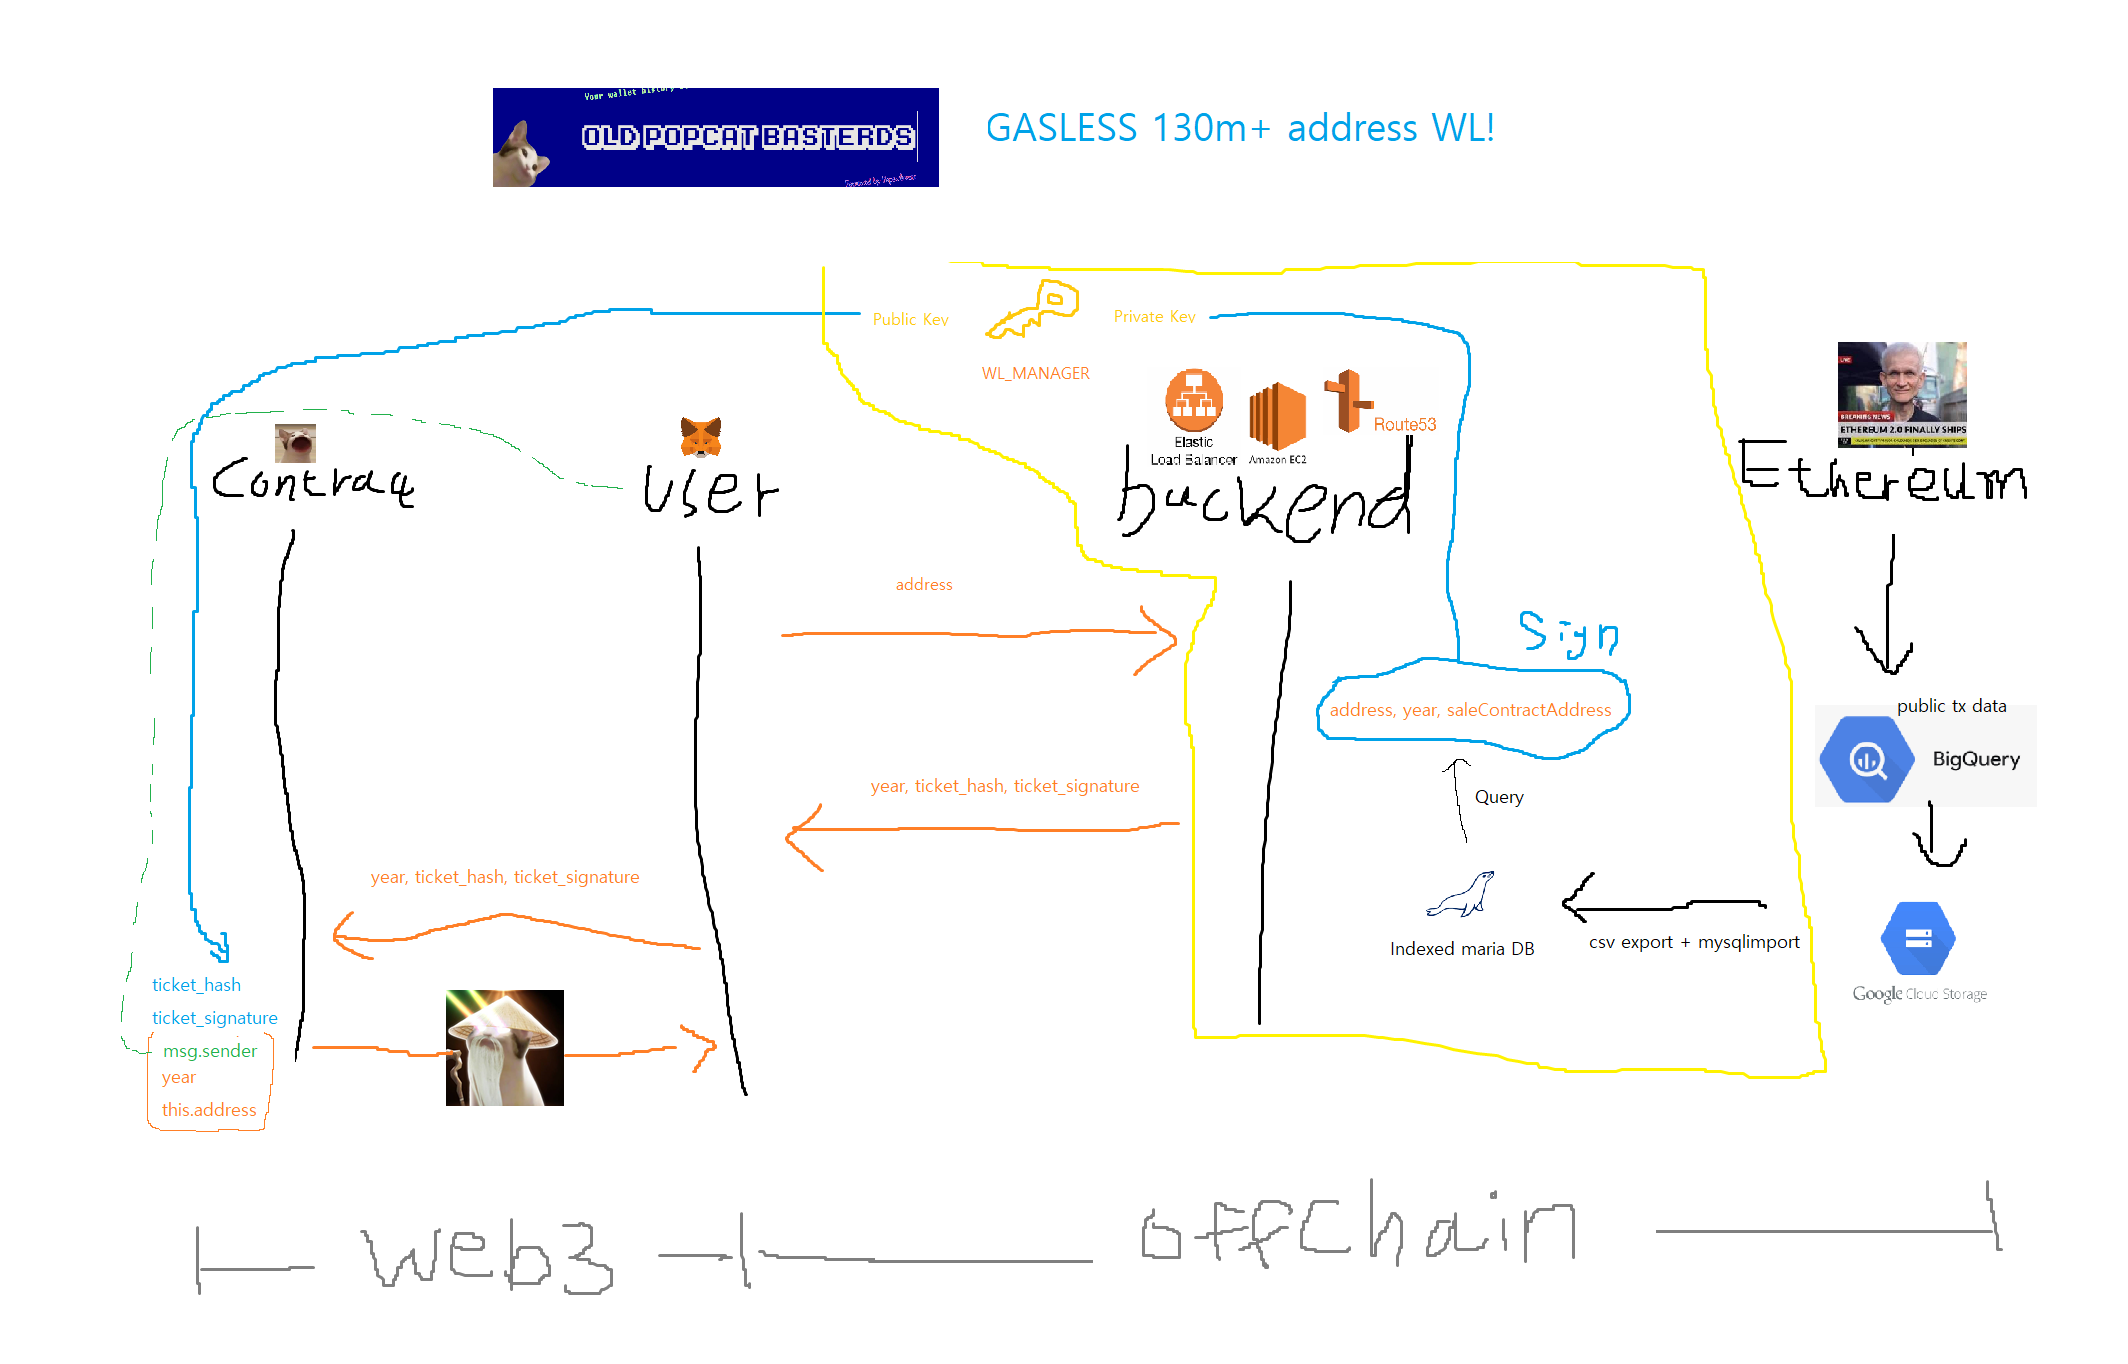 OLD POPCAT BASTERDS
GASLESS 130m+ address WL!
Public Key
Private Key
WL_MANAGER
Elastic
Load Balancer
Amazon EC2
Route53
LIVE
BREAKING NEWS
ETHEREUM 2.0 FINALLY SHIPS
Contract
User
backend
Ethereum
address
Sign
address, year, saleContractAddress
public tx data
BigQuery
year, ticket_hash, ticket_signature
Query
year, ticket_hash, ticket_signature
Indexed maria DB
csv export + mysqlimport
Google Cloud Storage
ticket_hash
ticket_signature
msg.sender
year
this.address
web3
offChain